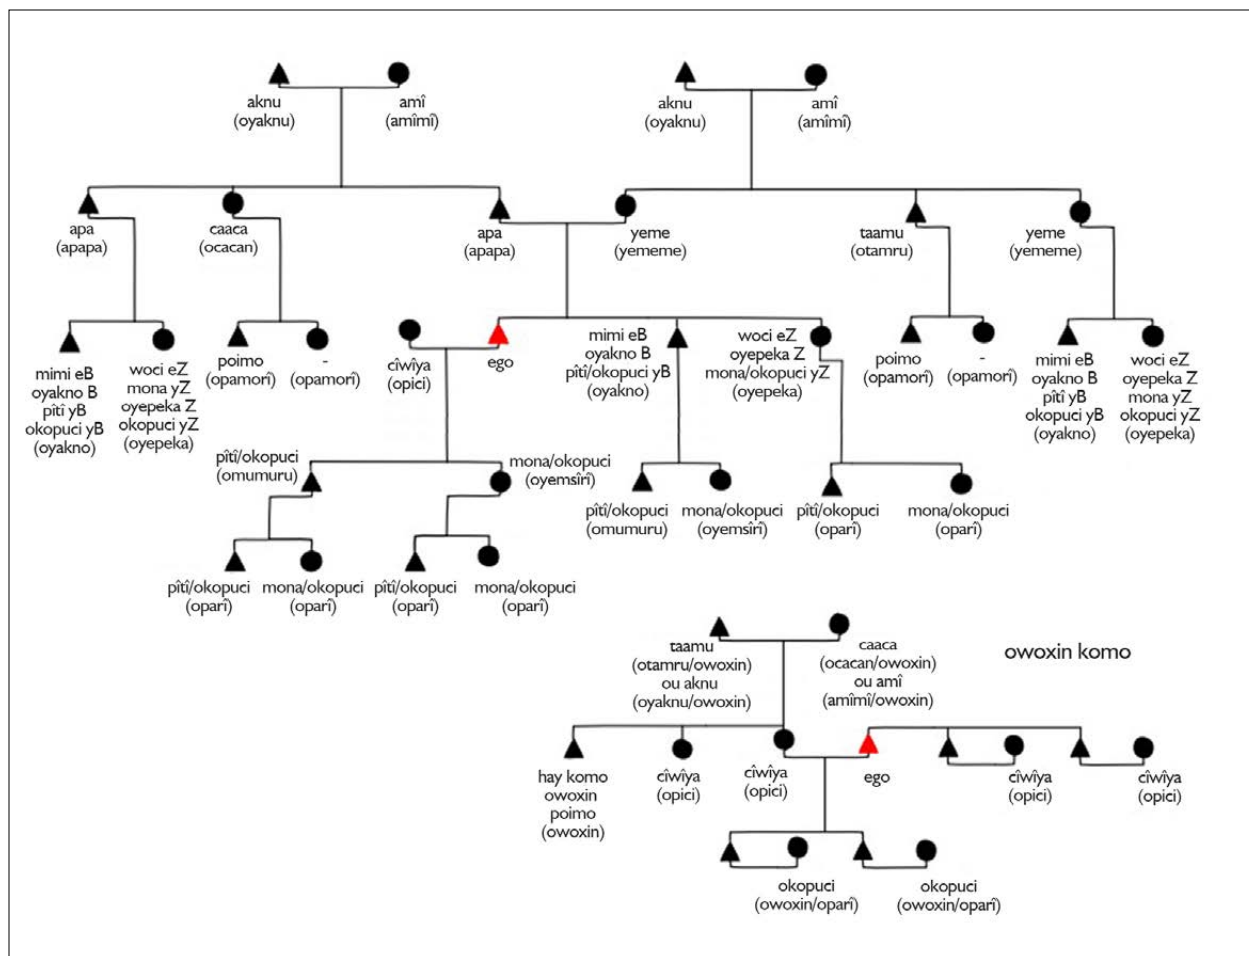 aknu
(oyaknu)
amî
(amîmî)
aknu
(oyaknu)
amî
(amîmî)
apa
(apapa)
caaca
(ocacan)
apa
(apapa)
yeme
(yememe)
taamu
(otamru)
yeme
(yememe)
mimi eB
oyakno B
pîtî yB
okopuci yB
(oyakno)
woci eZ
mona yZ
oyepeka Z
okopuci yZ
(oyepeka)
poimo
(opamorî)
-
(opamorî)
cîwîya
(opici)
ego
mimi eB
oyakno B
pîtî/okopuci yB
(oyakno)
woci eZ
oyepeka Z
mona/okopuci yZ
(oyepeka)
poimo
(opamorî)
-
(opamorî)
mimi eB
oyakno B
pîtî yB
okopuci yB
(oyakno)
woci eZ
oyepeka Z
mona yZ
okopuci yZ
(oyepeka)
pîtî/okopuci
(omumuru)
mona/okopuci
(oyemsîrî)
pîtî/okopuci
(omumuru)
mona/okopuci
(oyemsîrî)
pîtî/okopuci
(oparî)
mona/okopuci
(oparî)
pîtî/okopuci
(oparî)
mona/okopuci
(oparî)
pîtî/okopuci
(oparî)
mona/okopuci
(oparî)
owoxin komo
taamu
(otamru/owoxin)
ou aknu
(oyaknu/owoxin)
caaca
(ocacan/owoxin)
ou amî
(amîmî/owoxin)
hay komo
owoxin
poimo
(owoxin)
cîwîya
(opici)
cîwîya
(opici)
ego
cîwîya
(opici)
cîwîya
(opici)
okopuci
(owoxin/oparî)
okopuci
(owoxin/oparî)